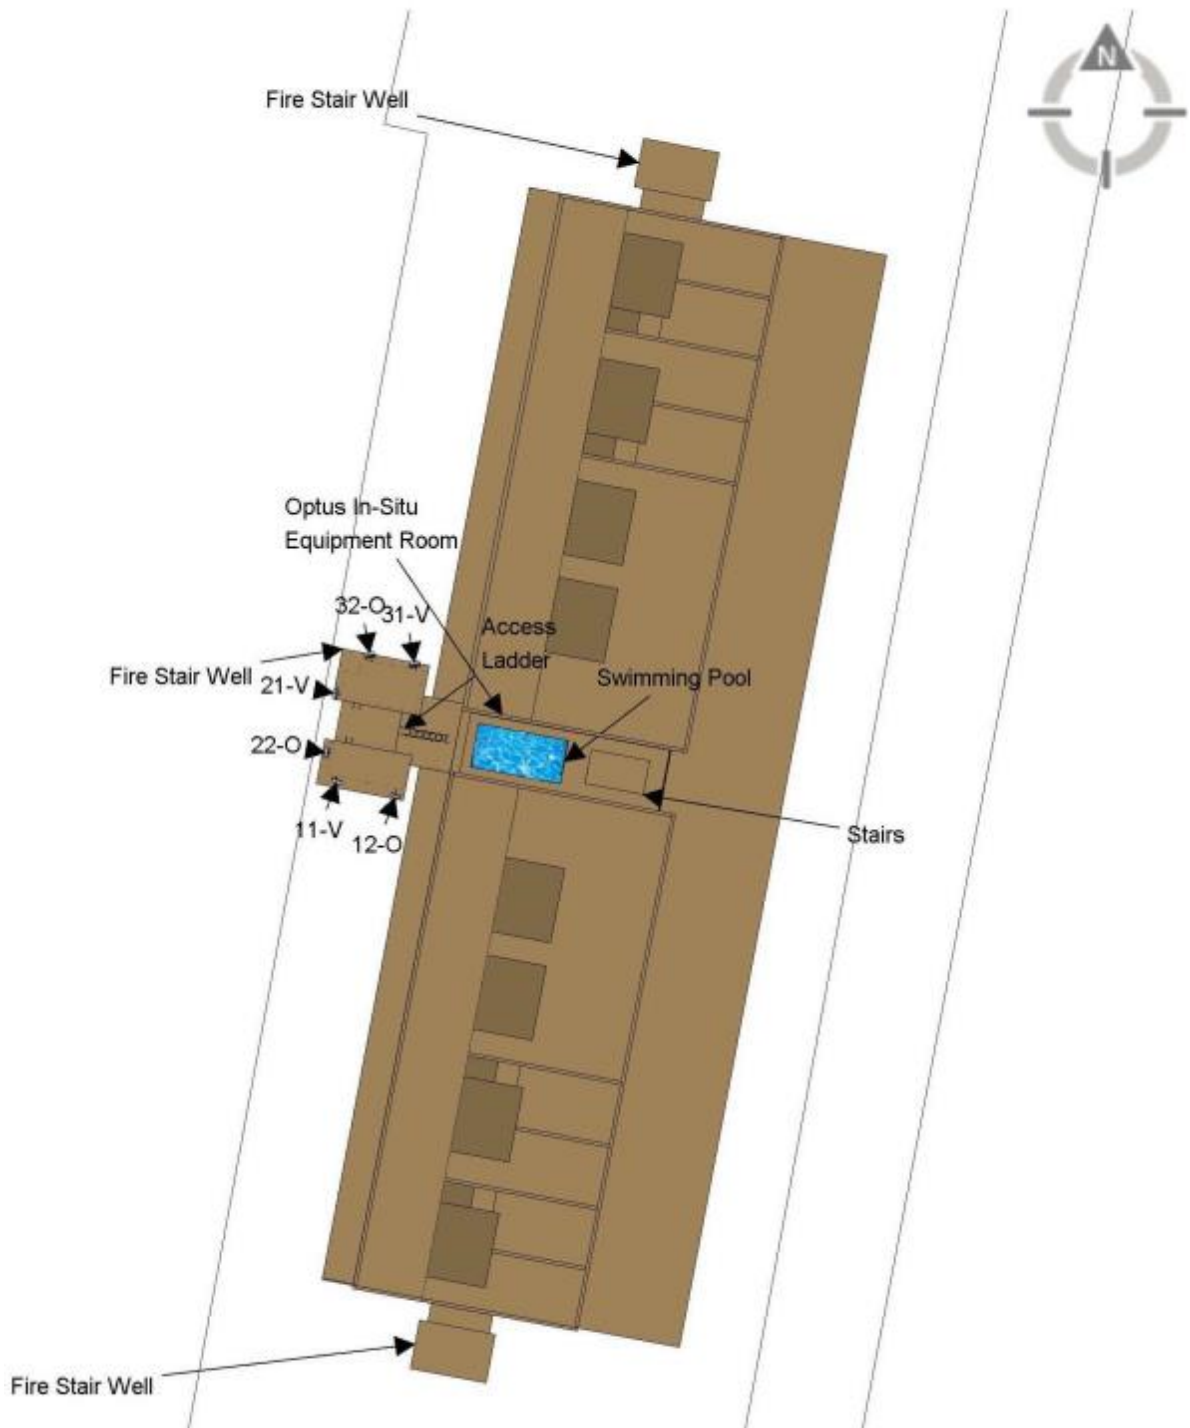 N
Fire Stair Well
Optus In-Situ
Equipment Room
32-O
31-V
Access
Ladder
Fire Stair Well
21-V
Swimming Pool
22-O
11-V
12-O
Stairs
Fire Stair Well